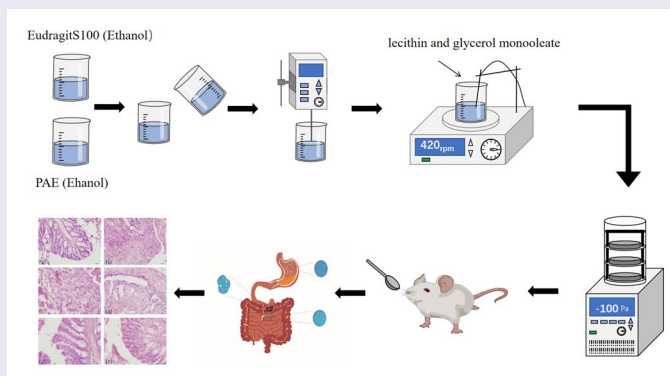 EudragitS100 (Ethanol）
lecithin and glycerol monooleate
420rpm
PAE (Ehanol)
-100 Pa